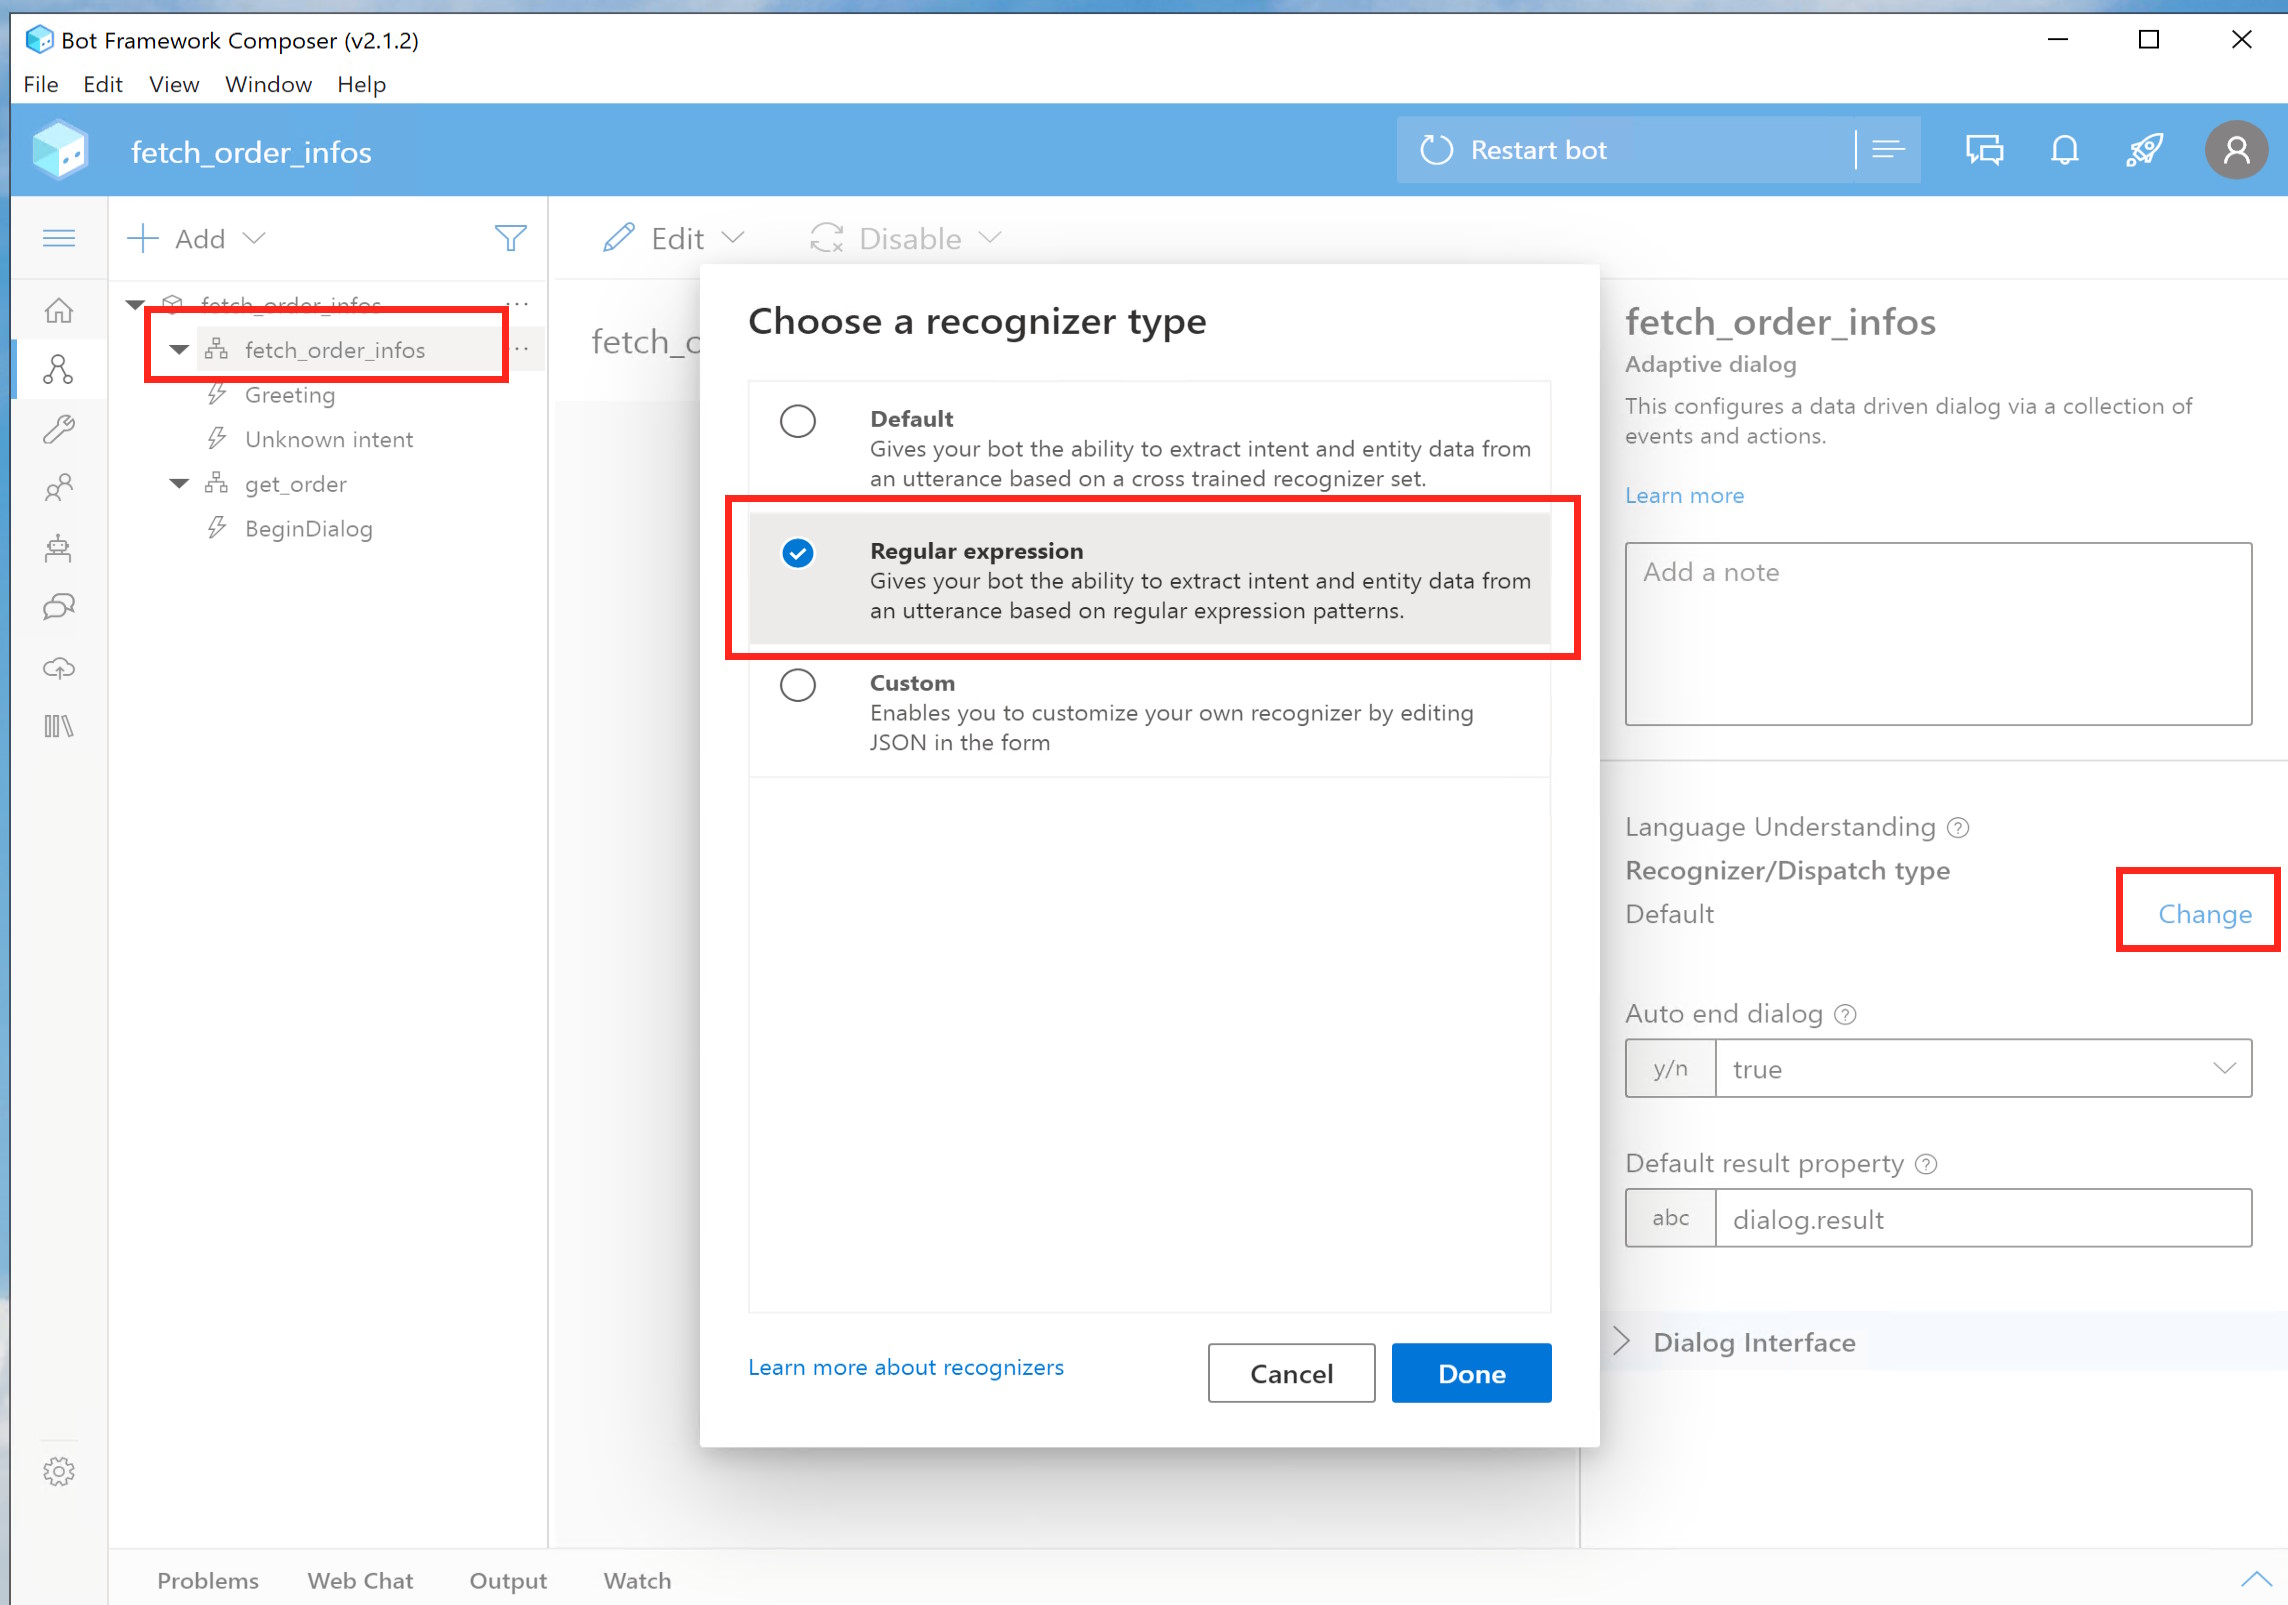 Bot Framework Composer (v2.1.2)
File Edit View Window Help
fetch_order_infos
Restart bot
Add
Edit
Disable
fetch_order_infos
fetch_order_infos
Greeting
Unknown intent
get_order
BeginDialog
fetch_o
Choose a recognizer type
Default
Gives your bot the ability to extract intent and entity data from
an utterance based on a cross trained recognizer set.
Regular expression
Gives your bot the ability to extract intent and entity data from
an utterance based on regular expression patterns.
Custom
Enables you to customize your own recognizer by editing
JSON in the form
Learn more about recognizers
Cancel
Done
fetch_order_infos
Adaptive dialog
This configures a data driven dialog via a collection of
events and actions.
Learn more
Add a note
Language Understanding ?
Recognizer/Dispatch type
Default
Change
Auto end dialog ?
y/n true
Default result property ?
abc dialog.result
Dialog Interface
Problems Web Chat Output Watch